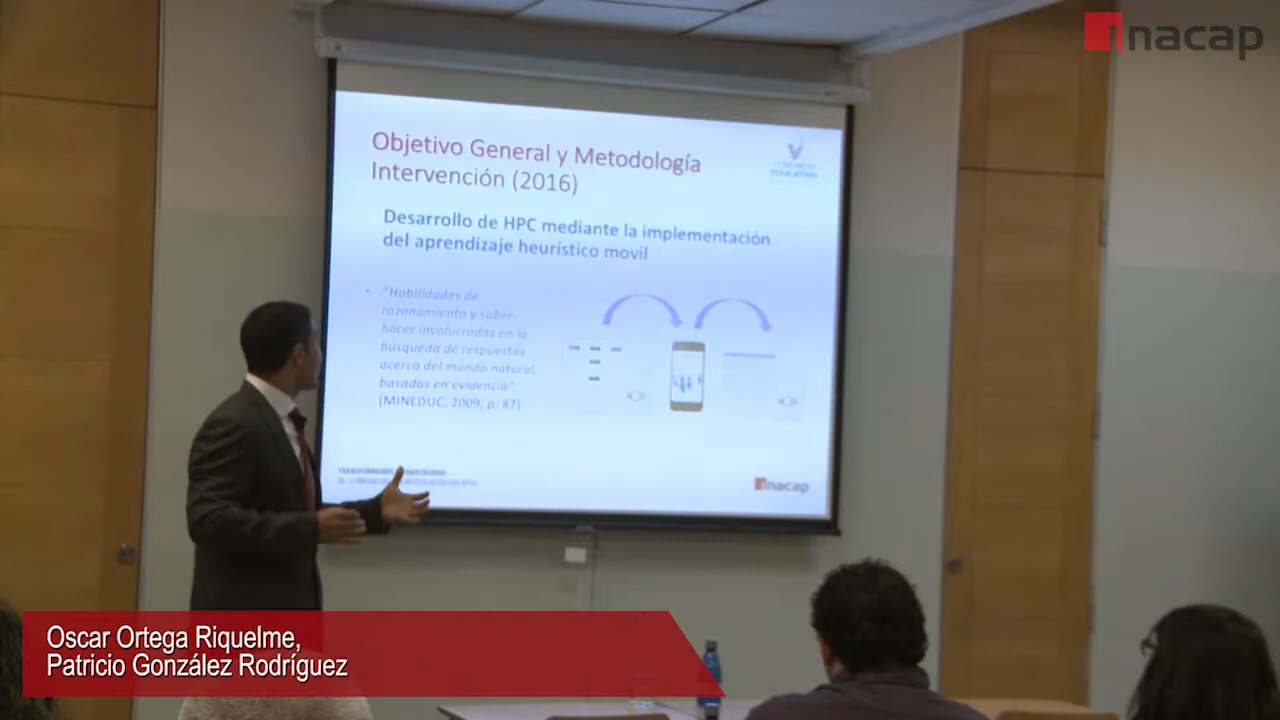 inacap
Objetivo General y Metodología
Intervención (2016)
CONGRESO
EDUCATIVO
Desarrollo de HPC mediante la implementación
del aprendizaje heurístico movil
• "Habilidades de
razonamiento y saber-
hacer involucradas en la
búsqueda de respuestas
acerca del mundo natural,
basadas en evidencia"
(MINEDUC, 2009, p. 87)
inacap
Oscar Ortega Riquelme,
Patricio González Rodríguez